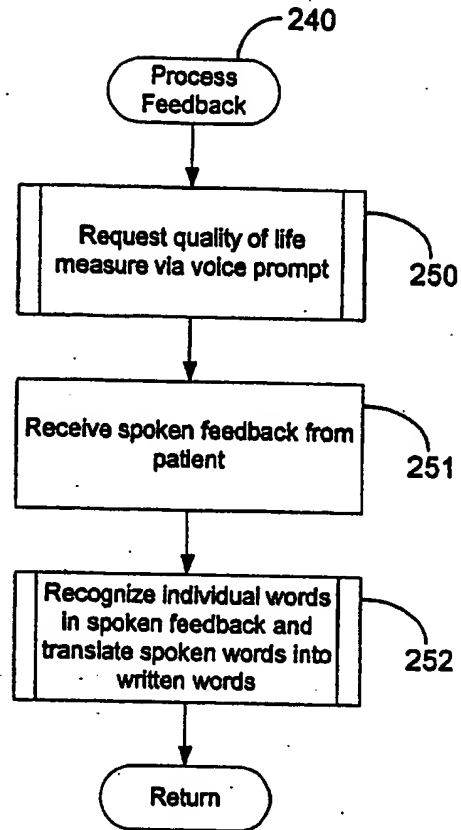 240
Process
Feedback
Request quality of life
measure via voice prompt
250
Receive spoken feedback from
patient
251
Recognize individual words
in spoken feedback and
translate spoken words into
written words
252
Return